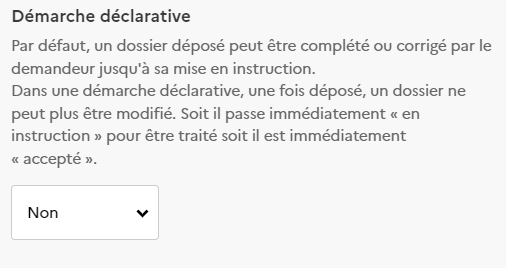 Démarche déclarative
Par défaut, un dossier déposé peut être complété ou corrigé par le
demandeur jusqu'à sa mise en instruction.
Dans une démarche déclarative, une fois déposé, un dossier ne
peut plus être modifié. Soit il passe immédiatement « en
instruction » pour être traité soit il est immédiatement
« accepté ».
Non